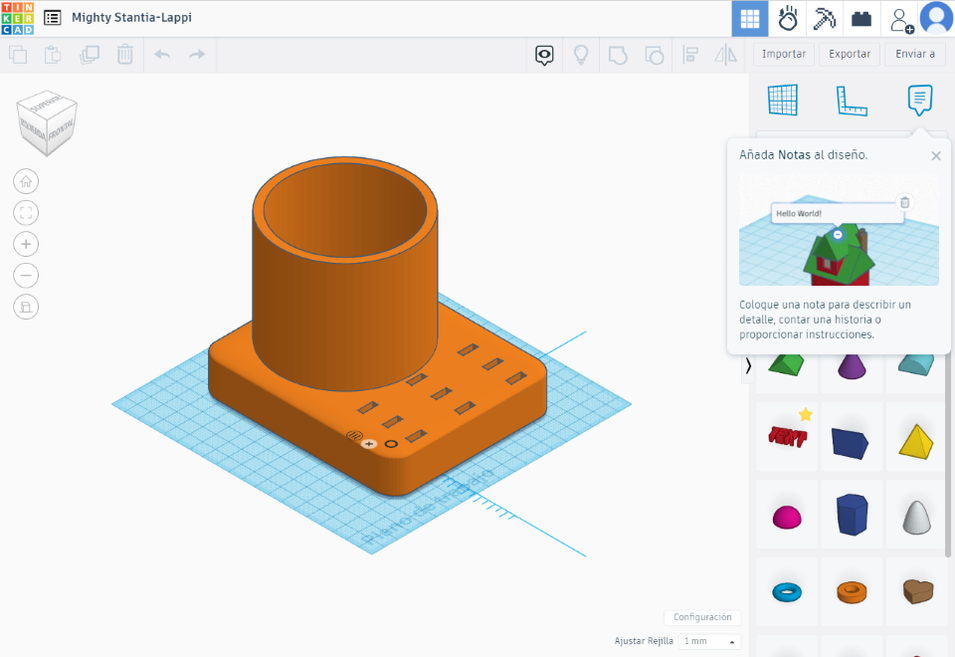 TIN
KER
CAD
Mighty Stantia-Lappi
Importar
Exportar
Enviar a
SUPERIOR
IZQUIERDA
FRONTAL
Añada Notas al diseño.
Hello World!
Coloque una nota para describir un
detalle, contar una historia o
proporcionar instrucciones.
TEXT
Plano de trabajo
Configuración
Ajustar Rejilla
1 mm